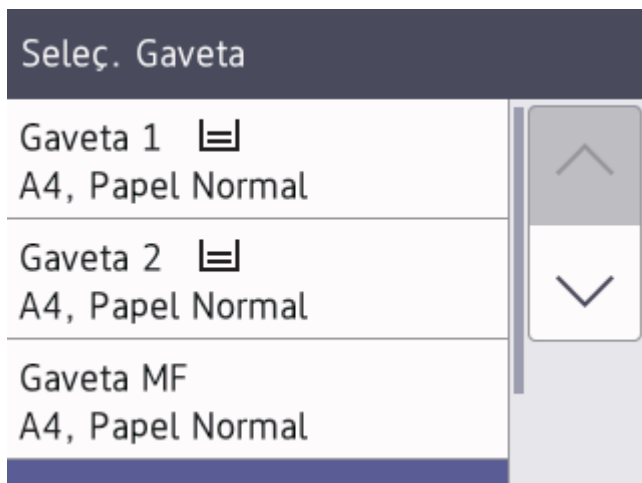 Seleç. Gaveta
Gaveta 1
A4, Papel Normal
Gaveta 2
A4, Papel Normal
Gaveta MF
A4, Papel Normal